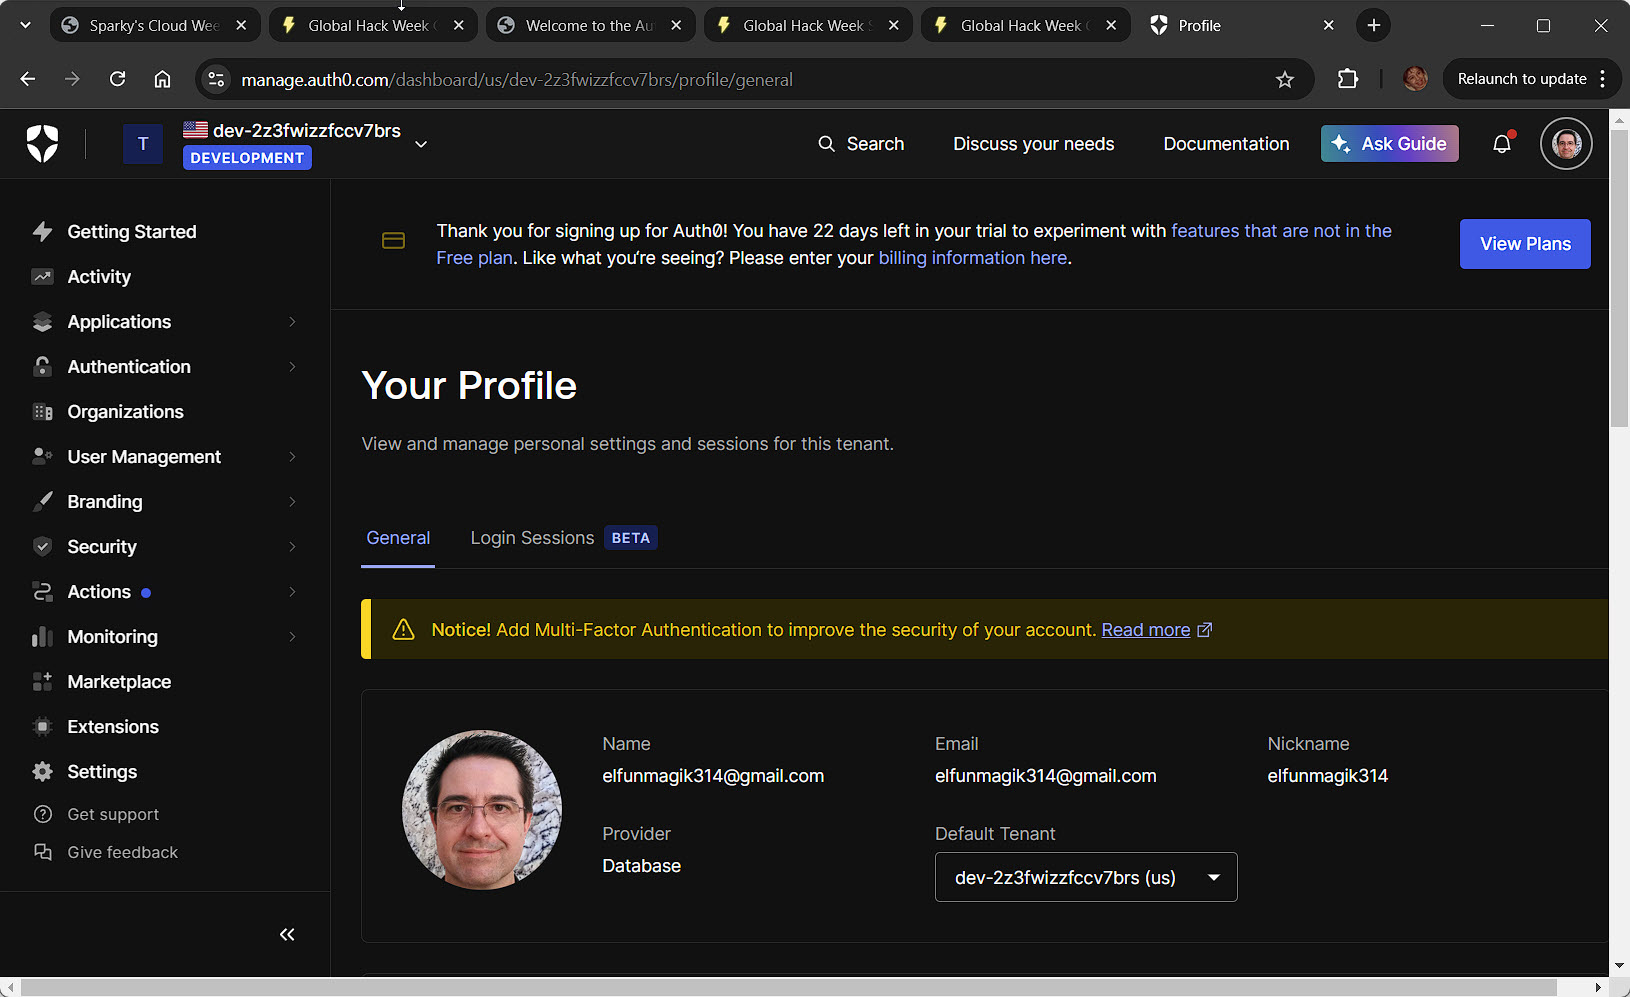 Sparky's Cloud Wee
Global Hack Week
Welcome to the Au
Global Hack Week
Global Hack Week
Profile
manage.auth0.com/dashboard/us/dev-2z3fwizzfccv7brs/profile/general
Relaunch to update
T
dev-2z3fwizzfccv7brs
DEVELOPMENT
Search
Discuss your needs
Documentation
Ask Guide
Getting Started
Activity
Applications
Authentication
Organizations
User Management
Branding
Security
Actions
Monitoring
Marketplace
Extensions
Settings
Get support
Give feedback
Thank you for signing up for Auth0! You have 22 days left in your trial to experiment with features that are not in the
Free plan. Like what you're seeing? Please enter your billing information here.
View Plans
Your Profile
View and manage personal settings and sessions for this tenant.
General
Login Sessions BETA
Notice! Add Multi-Factor Authentication to improve the security of your account. Read more
Name
elfunmagik314@gmail.com
Email
elfunmagik314@gmail.com
Nickname
elfunmagik314
Provider
Database
Default Tenant
dev-2z3fwizzfccv7brs (us)